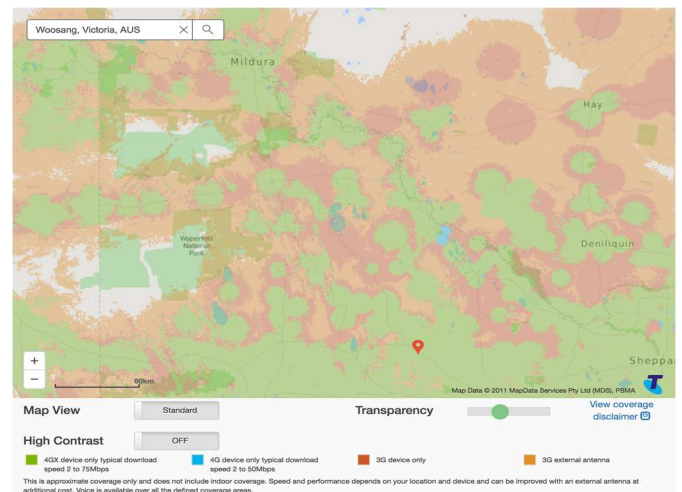 Woosang, Victoria, AUS
Mildura
Hay
Wyperfeld
National
Park
Deniliquin
Sheppa
+
−
80km
Map Data © 2011 MapData Services Pty Ltd (MDS), PSMA
T
Map View
Standard
Transparency
View coverage
disclaimer
High Contrast
OFF
4GX device only typical download
speed 2 to 75Mbps
4G device only typical download
speed 2 to 50Mbps
3G device only
3G external antenna
This is approximate coverage only and does not include indoor coverage. Speed and performance depends on your location and device and can be improved with an external antenna at
additional cost. Voice is available over all the defined coverage areas.